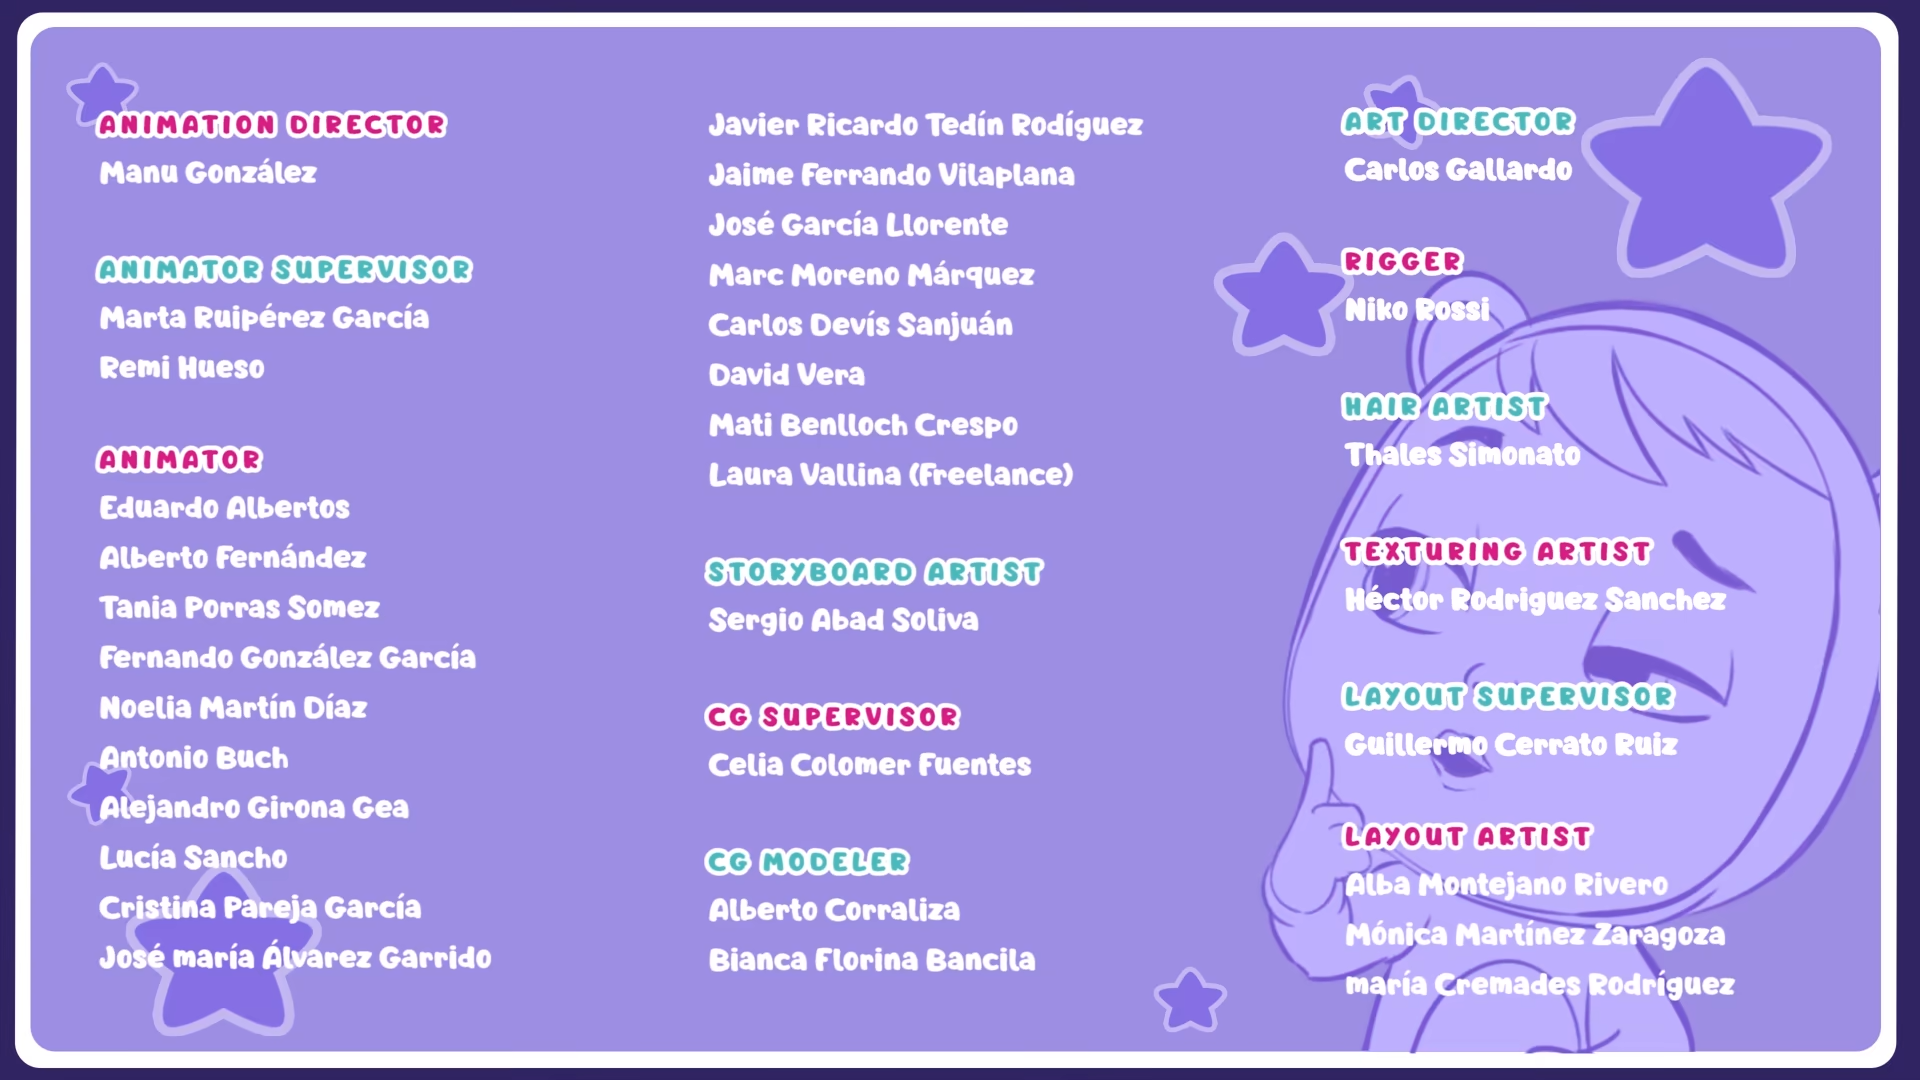 ANIMATION DIRECTOR
Manu González
ANIMATOR SUPERVISOR
Marta Ruipérez García
Remi Hueso
ANIMATOR
Eduardo Albertos
Alberto Fernández
Tania Porras Somez
Fernando González García
Noelia Martín Díaz
Antonio Buch
Alejandro Girona Gea
Lucía Sancho
Cristina Pareja García
José maría Álvarez Garrido
Javier Ricardo Tedín Rodíguez
Jaime Ferrando Vilaplana
José García Llorente
Marc Moreno Márquez
Carlos Devís Sanjuán
David Vera
Mati Benlloch Crespo
Laura Vallina (Freelance)
STORYBOARD ARTIST
Sergio Abad Soliva
CG SUPERVISOR
Celia Colomer Fuentes
CG MODELER
Alberto Corraliza
Bianca Florina Bancila
ART DIRECTOR
Carlos Gallardo
RIGGER
Niko Rossi
HAIR ARTIST
Thales Simonato
TEXTURING ARTIST
Héctor Rodriguez Sanchez
LAYOUT SUPERVISOR
Guillermo Cerrato Ruiz
LAYOUT ARTIST
Alba Montejano Rivero
Mónica Martínez Zaragoza
maría Cremades Rodríguez